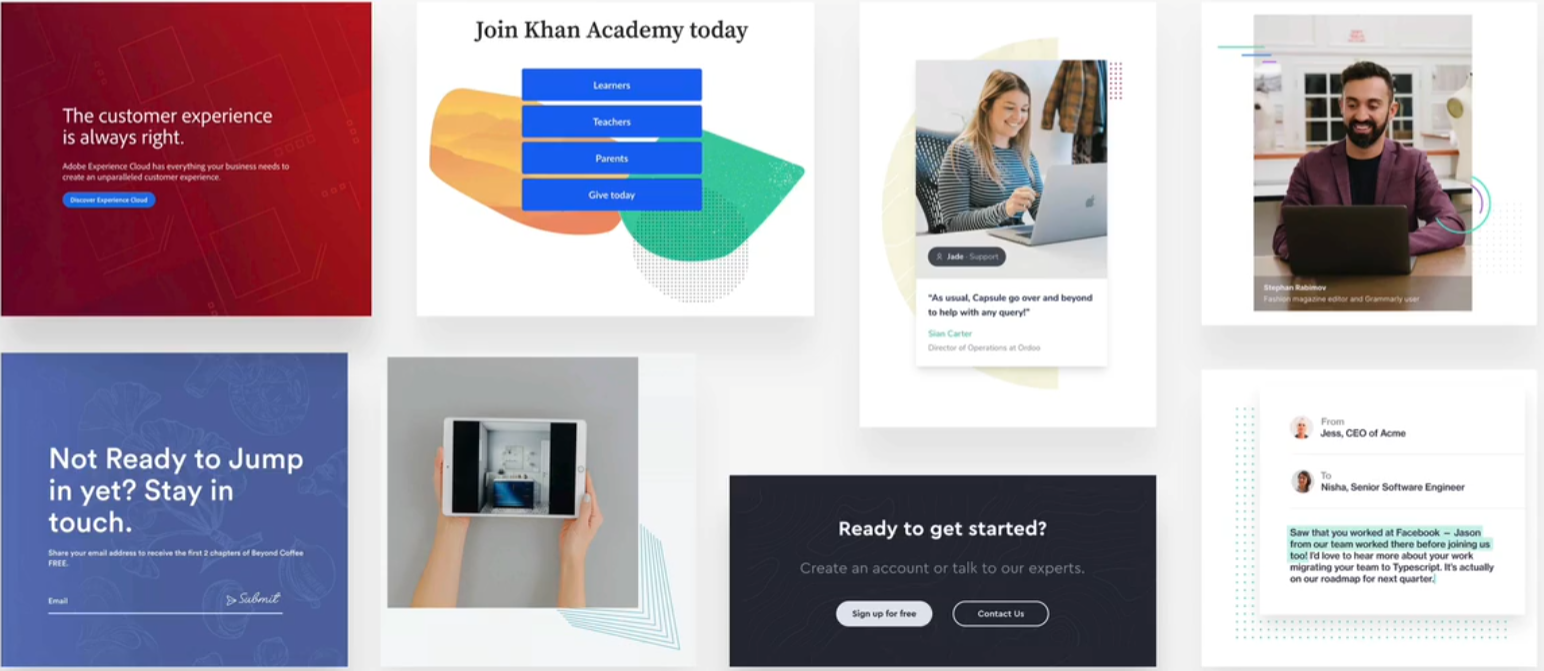 The customer experience
is always right.
Adobe Experience Cloud has everything your business needs to
create an unparalleled customer experience.
Discover Experience Cloud
Join Khan Academy today
Learners
Teachers
Parents
Give today
Jade · Support
"As usual, Capsule go over and beyond
to help with any query!"
Sian Carter
Director of Operations at Ordoo
Stephan Rabimov
Fashion magazine editor and Grammarly user
Not Ready to Jump
in yet? Stay in
touch.
Share your email address to receive the first 2 chapters of Beyond Coffee
FREE.
Email
Submit
Ready to get started?
Create an account or talk to our experts.
Sign up for free
Contact Us
From
Jess, CEO of Acme
To
Nisha, Senior Software Engineer
Saw that you worked at Facebook — Jason
from our team worked there before joining us
too! I'd love to hear more about your work
migrating your team to Typescript. It's actually
on our roadmap for next quarter.